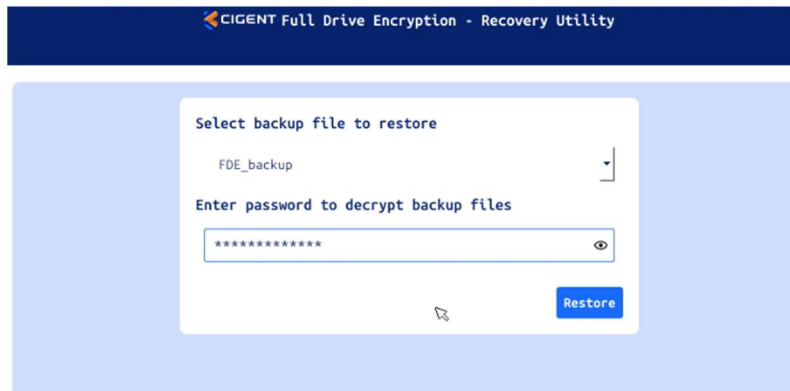 CIGENT Full Drive Encryption - Recovery Utility
Select backup file to restore
FDE_backup
Enter password to decrypt backup files
*************
Restore